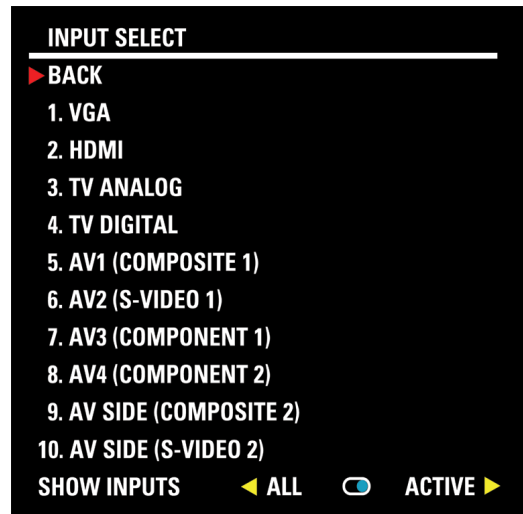 INPUT SELECT
BACK
1. VGA
2. HDMI
3. TV ANALOG
4. TV DIGITAL
5. AV1 (COMPOSITE 1)
6. AV2 (S-VIDEO 1)
7. AV3 (COMPONENT 1)
8. AV4 (COMPONENT 2)
9. AV SIDE (COMPOSITE 2)
10. AV SIDE (S-VIDEO 2)
SHOW INPUTS ALL ACTIVE